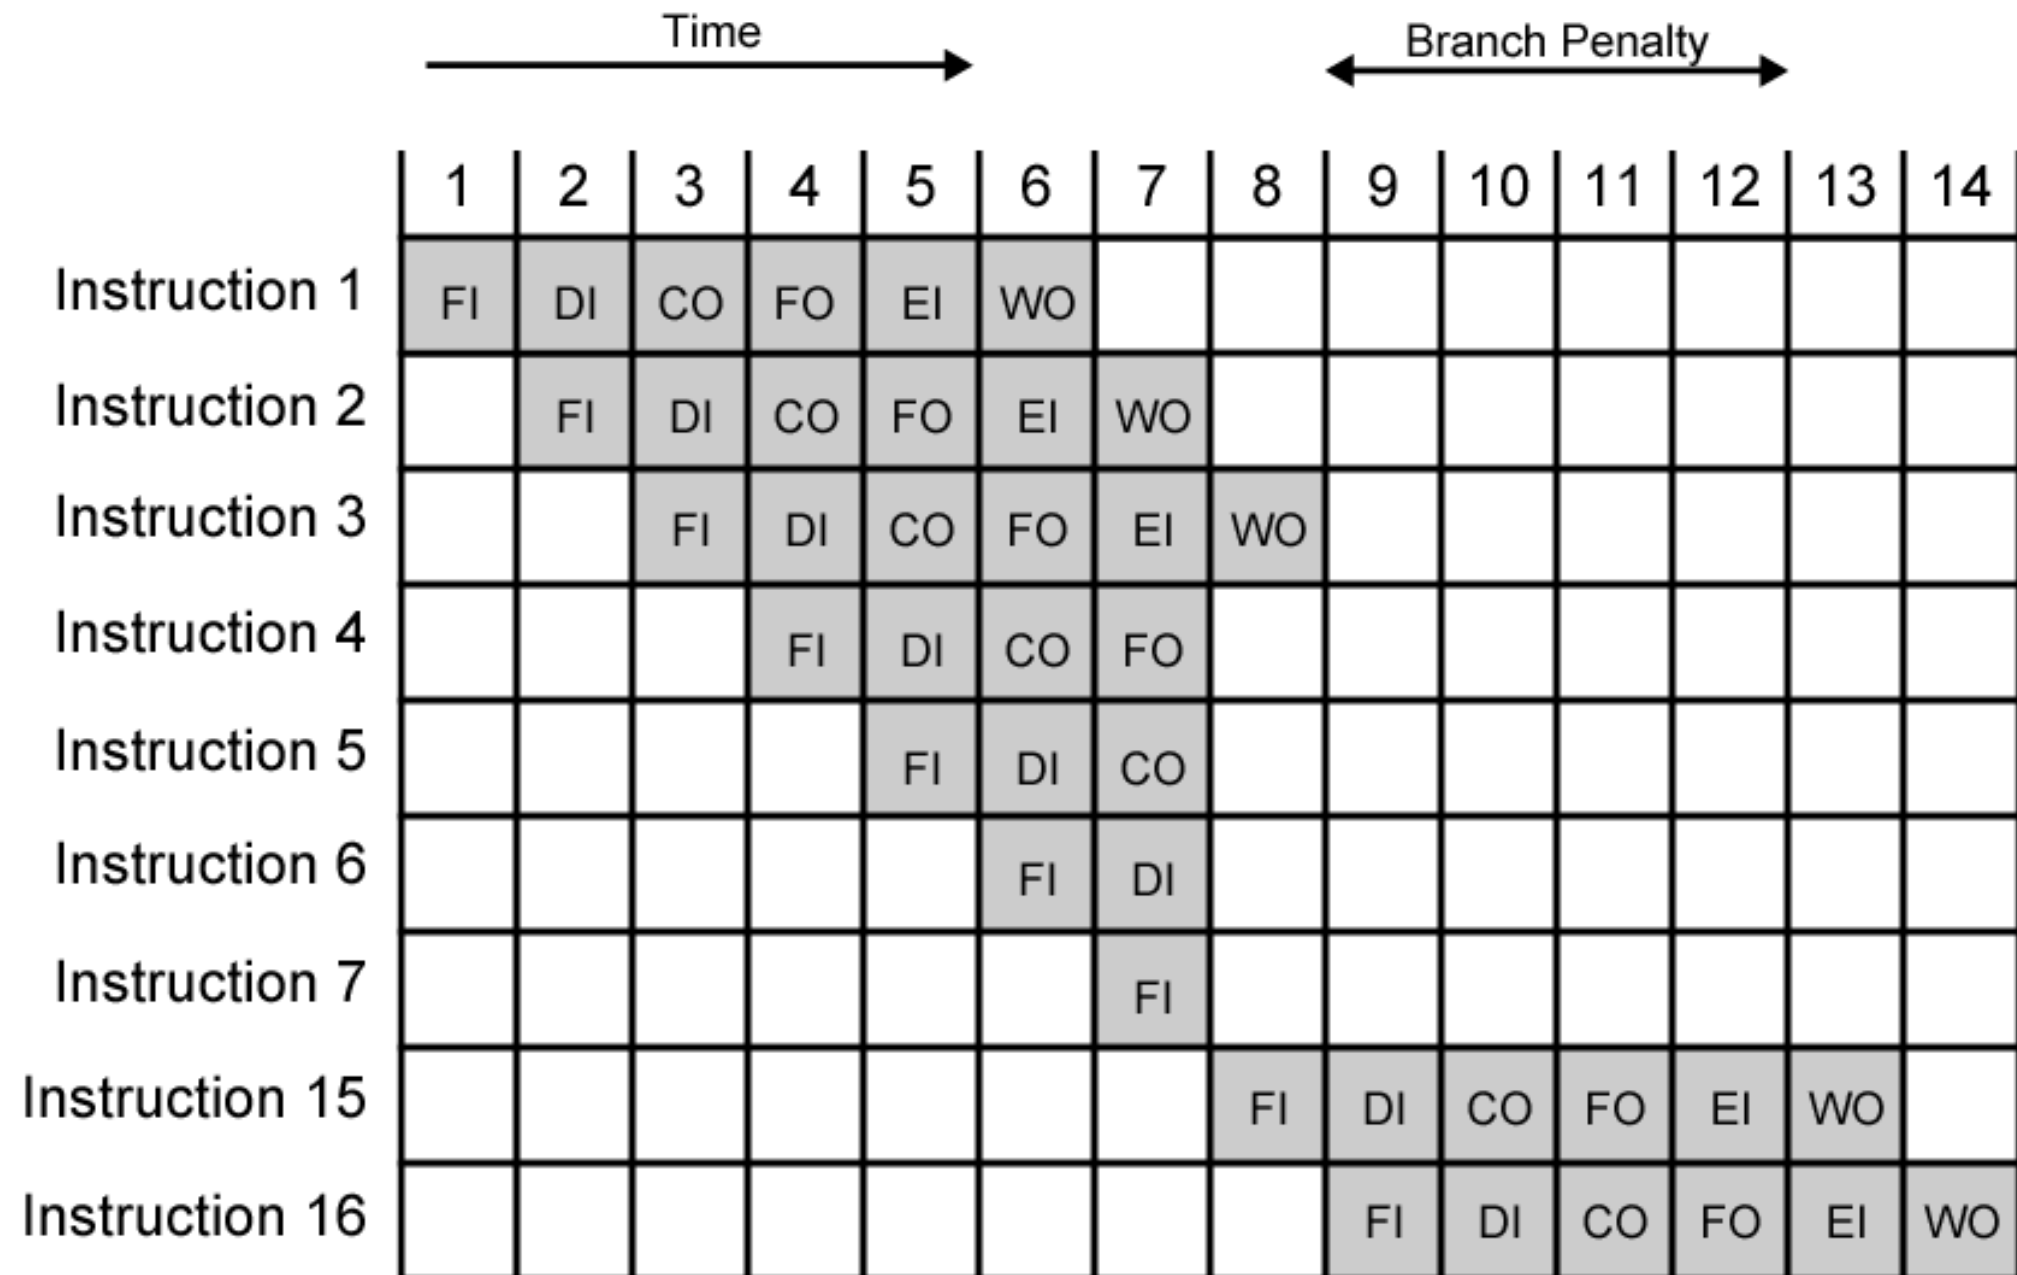 Time
Branch Penalty
1 2 3 4 5 6 7 8 9 10 11 12 13 14
Instruction 1 FI DI CO FO EI WO
Instruction 2 FI DI CO FO EI WO
Instruction 3 FI DI CO FO EI WO
Instruction 4 FI DI CO FO
Instruction 5 FI DI CO
Instruction 6 FI DI
Instruction 7 FI
Instruction 15 FI DI CO FO EI WO
Instruction 16 FI DI CO FO EI WO